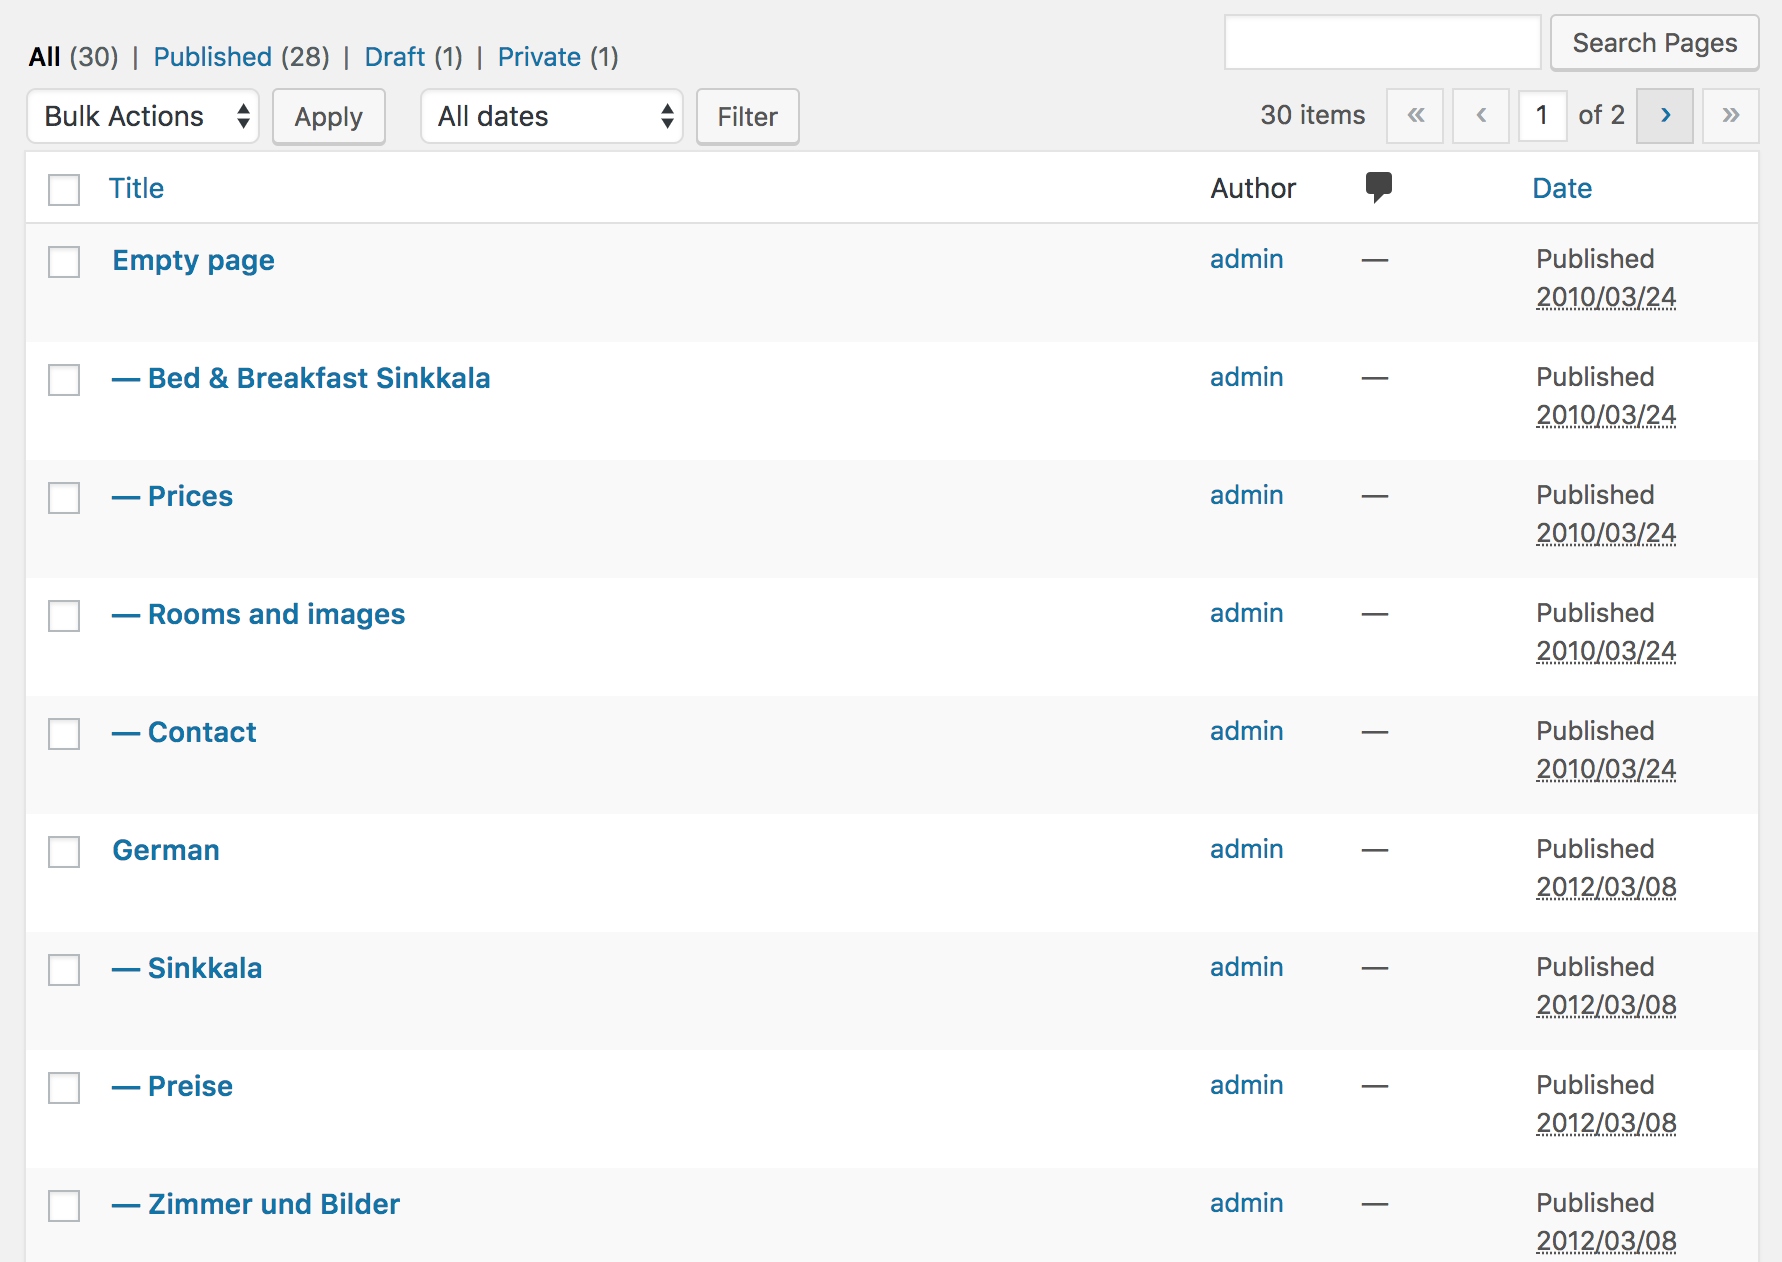 All (30) | Published (28) | Draft (1) | Private (1)
Search Pages
Bulk Actions Apply All dates Filter 30 items « ‹ 1 of 2 › »
Title Author Date
Empty page admin — Published
2010/03/24
— Bed & Breakfast Sinkkala admin — Published
2010/03/24
— Prices admin — Published
2010/03/24
— Rooms and images admin — Published
2010/03/24
— Contact admin — Published
2010/03/24
German admin — Published
2012/03/08
— Sinkkala admin — Published
2012/03/08
— Preise admin — Published
2012/03/08
— Zimmer und Bilder admin — Published
2012/03/08